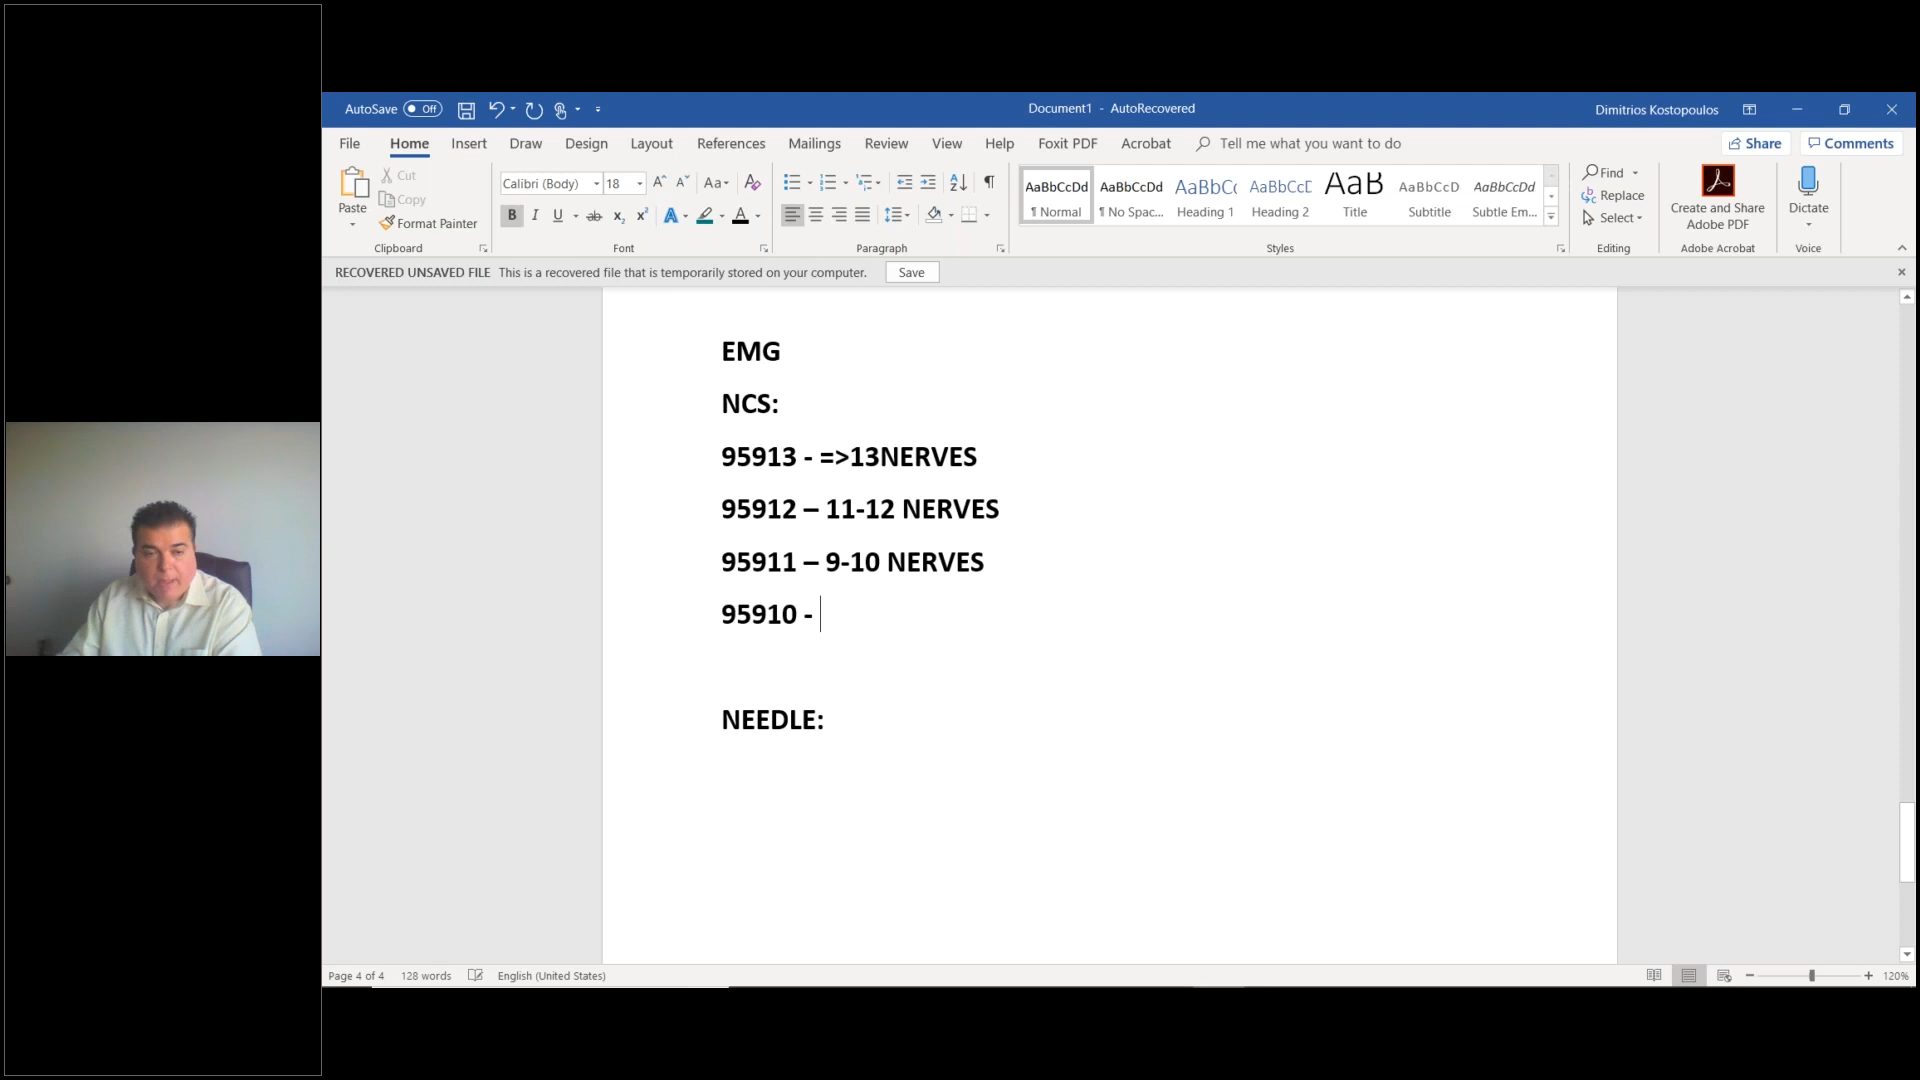 AutoSave Off
Document1 - AutoRecovered
Dimitrios Kostopoulos
File Home Insert Draw Design Layout References Mailings Review View Help Foxit PDF Acrobat Tell me what you want to do
Share Comments
Paste
Cut
Copy
Format Painter
Clipboard
Calibri (Body) 18
Font
Paragraph
AaBbCcDd AaBbCcDd AaBbC AaBbCcD AaB AaBbCcD AaBbCcDd
¶ Normal ¶ No Spac... Heading 1 Heading 2 Title Subtitle Subtle Em...
Styles
Find
Replace
Select
Editing
Create and Share
Adobe PDF
Adobe Acrobat
Dictate
Voice
RECOVERED UNSAVED FILE This is a recovered file that is temporarily stored on your computer. Save
EMG
NCS:
95913 - =>13NERVES
95912 – 11-12 NERVES
95911 – 9-10 NERVES
95910 -
NEEDLE:
Page 4 of 4 128 words English (United States) 120%